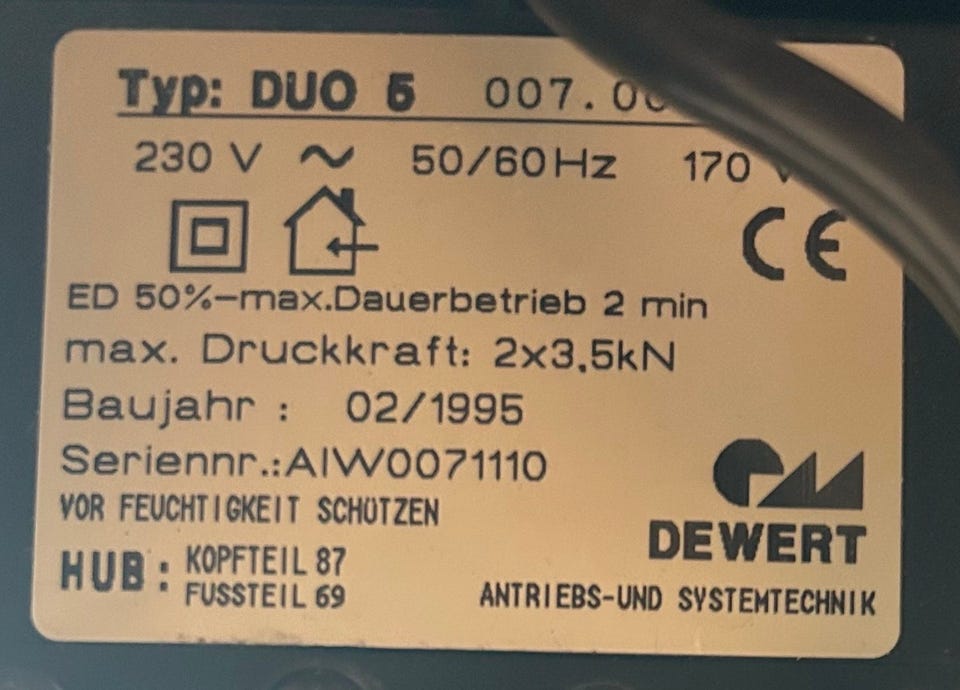 Typ: DUO 5 007.00
230 V ~ 50/60Hz 170
CE
ED 50%-max.Dauerbetrieb 2 min
max. Druckkraft: 2x3,5kN
Baujahr : 02/1995
Seriennr.:AIW0071110
VOR FEUCHTIGKEIT SCHÜTZEN
HUB: KOPFTEIL 87
FUSSTEIL 69
DEWERT
ANTRIEBS-UND SYSTEMTECHNIK